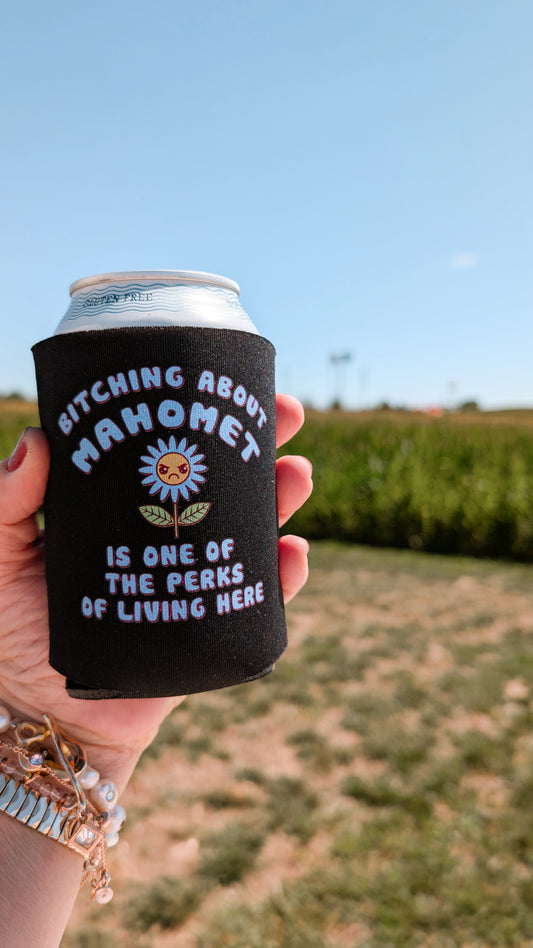 GLUTEN FREE
BITCHING ABOUT
MAHOMET
IS ONE OF
THE PERKS
OF LIVING HERE